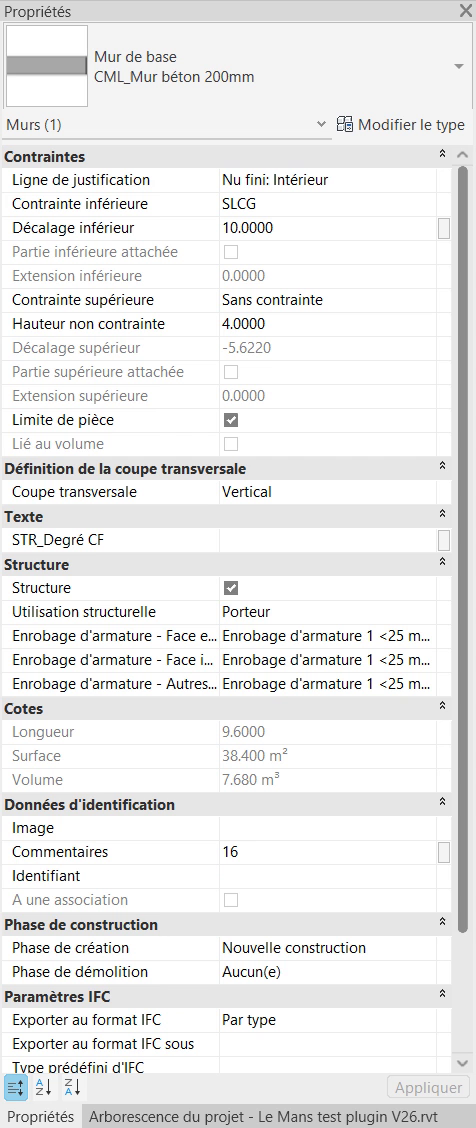 Propriétés
Mur de base
CML_Mur béton 200mm
Murs (1)
Modifier le type
Contraintes
Ligne de justification Nu fini: Intérieur
Contrainte inférieure SLCG
Décalage inférieur 10.0000
Partie inférieure attachée
Extension inférieure 0.0000
Contrainte supérieure Sans contrainte
Hauteur non contrainte 4.0000
Décalage supérieur -5.6220
Partie supérieure attachée
Extension supérieure 0.0000
Limite de pièce
Lié au volume
Définition de la coupe transversale
Coupe transversale Vertical
Texte
STR_Degré CF
Structure
Structure
Utilisation structurelle Porteur
Enrobage d'armature - Face e... Enrobage d'armature 1 <25 m...
Enrobage d'armature - Face i... Enrobage d'armature 1 <25 m...
Enrobage d'armature - Autres... Enrobage d'armature 1 <25 m...
Cotes
Longueur 9.6000
Surface 38.400 m²
Volume 7.680 m³
Données d'identification
Image
Commentaires 16
Identifiant
A une association
Phase de construction
Phase de création Nouvelle construction
Phase de démolition Aucun(e)
Paramètres IFC
Exporter au format IFC Par type
Exporter au format IFC sous
Type prédéfini d'IFC
Appliquer
Propriétés Arborescence du projet - Le Mans test plugin V26.rvt